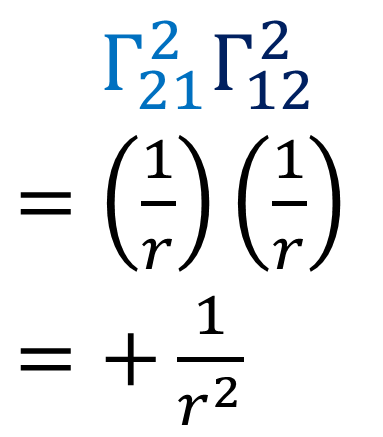 Γ²₂₁Γ²₁₂
= (1/r) (1/r)
= + 1/r²